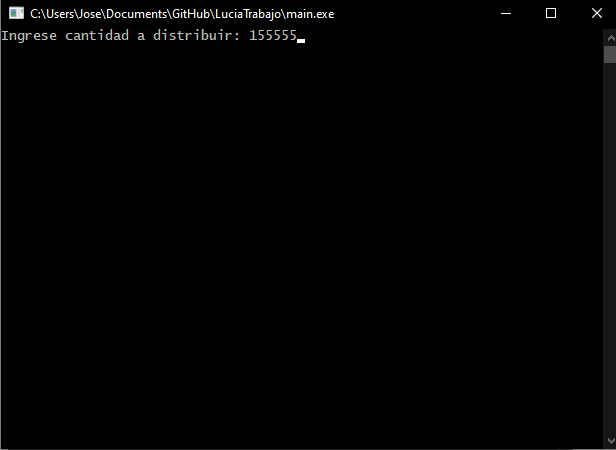 C:\Users\Jose\Documents\GitHub\LuciaTrabajo\main.exe
Ingrese cantidad a distribuir: 155555